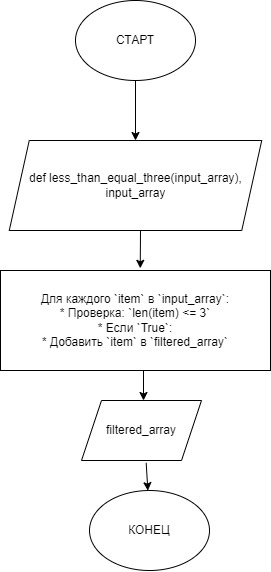 СТАРТ
def less_than_equal_three(input_array),
input_array
Для каждого `item` в `input_array`:
* Проверка: `len(item) <= 3`
* Если `True`:
* Добавить `item` в `filtered_array`
filtered_array
КОНЕЦ